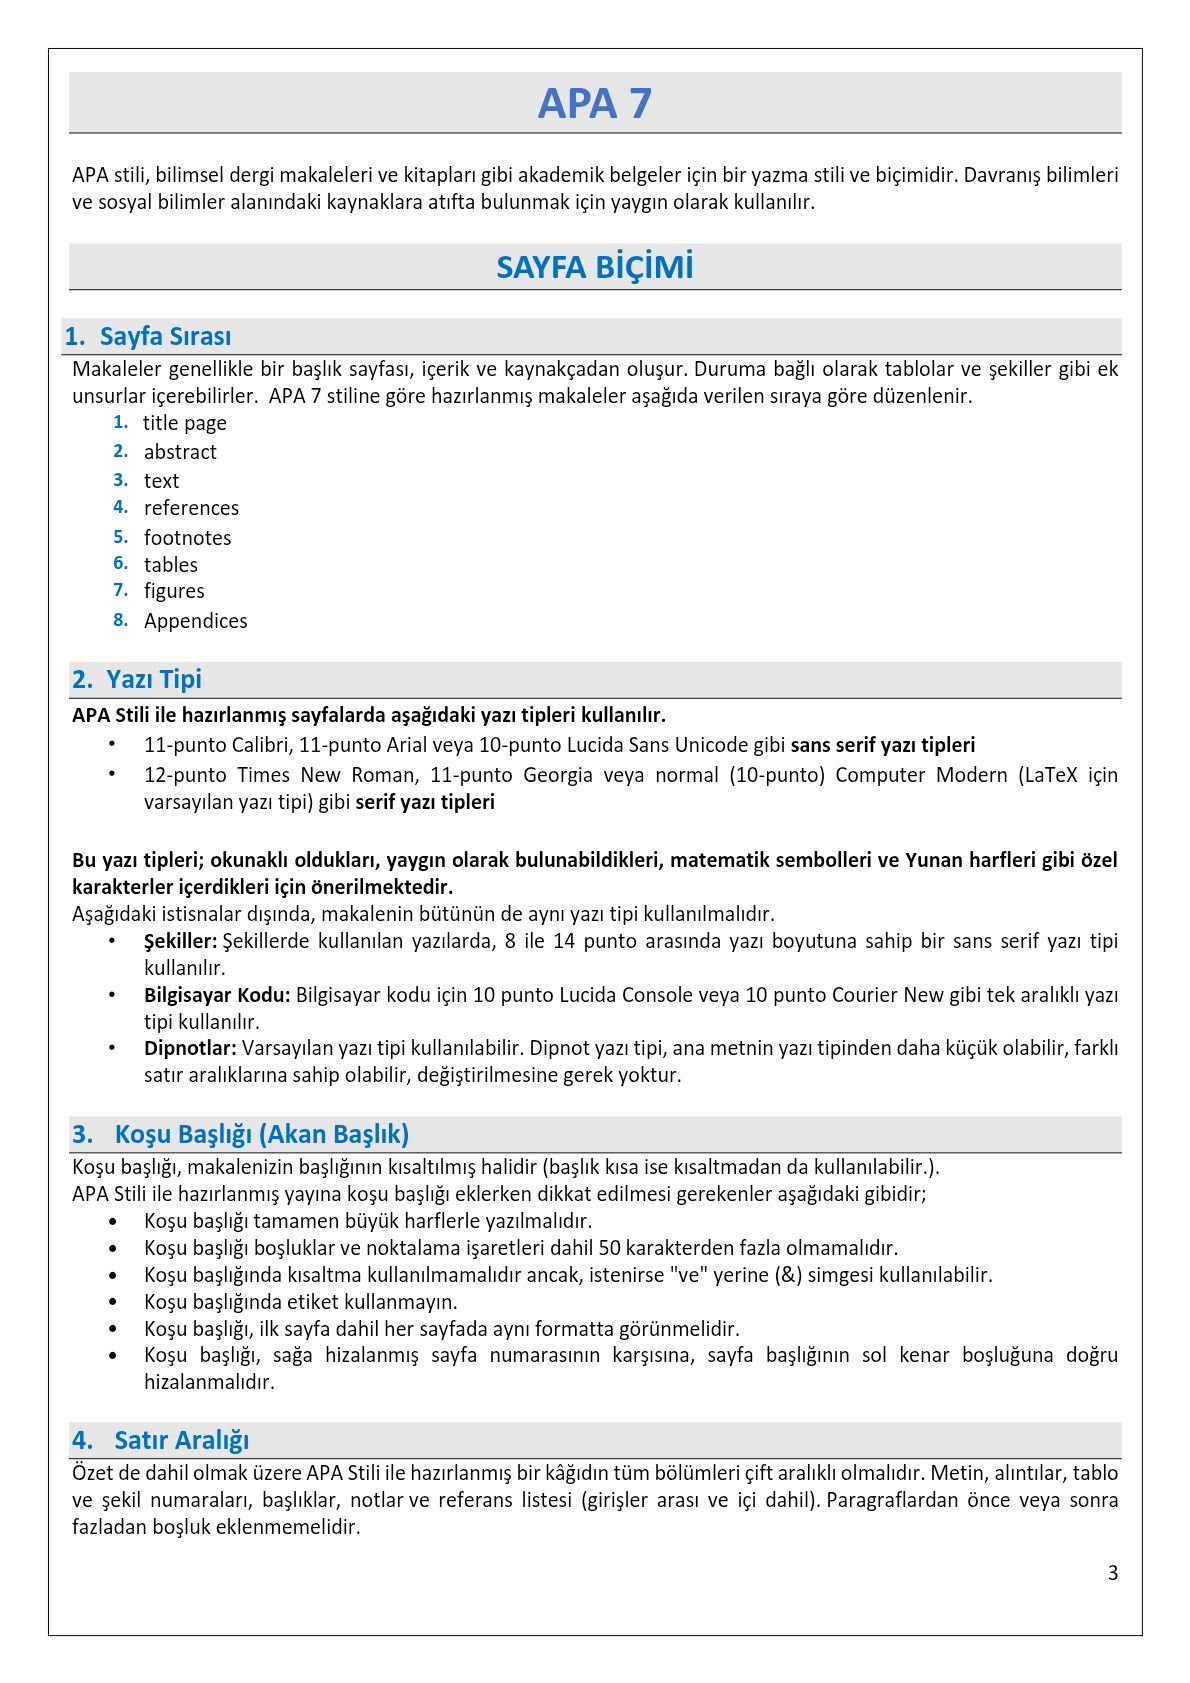 APA 7
APA stili, bilimsel dergi makaleleri ve kitapları gibi akademik belgeler için bir yazma stili ve biçimidir. Davranış bilimleri
ve sosyal bilimler alanındaki kaynaklara atıfta bulunmak için yaygın olarak kullanılır.
SAYFA BİÇİMİ
1. Sayfa Sırası
Makaleler genellikle bir başlık sayfası, içerik ve kaynakçadan oluşur. Duruma bağlı olarak tablolar ve şekiller gibi ek
unsurlar içerebilirler. APA 7 stiline göre hazırlanmış makaleler aşağıda verilen sıraya göre düzenlenir.
1. title page
2. abstract
3. text
4. references
5. footnotes
6. tables
7. figures
8. Appendices
2. Yazı Tipi
APA Stili ile hazırlanmış sayfalarda aşağıdaki yazı tipleri kullanılır.
• 11-punto Calibri, 11-punto Arial veya 10-punto Lucida Sans Unicode gibi sans serif yazı tipleri
• 12-punto Times New Roman, 11-punto Georgia veya normal (10-punto) Computer Modern (LaTeX için
varsayılan yazı tipi) gibi serif yazı tipleri
Bu yazı tipleri; okunaklı oldukları, yaygın olarak bulunabildikleri, matematik sembolleri ve Yunan harfleri gibi özel
karakterler içerdikleri için önerilmektedir.
Aşağıdaki istisnalar dışında, makalenin bütünün de aynı yazı tipi kullanılmalıdır.
• Şekiller: Şekillerde kullanılan yazılarda, 8 ile 14 punto arasında yazı boyutuna sahip bir sans serif yazı tipi
kullanılır.
• Bilgisayar Kodu: Bilgisayar kodu için 10 punto Lucida Console veya 10 punto Courier New gibi tek aralıklı yazı
tipi kullanılır.
• Dipnotlar: Varsayılan yazı tipi kullanılabilir. Dipnot yazı tipi, ana metnin yazı tipinden daha küçük olabilir, farklı
satır aralıklarına sahip olabilir, değiştirilmesine gerek yoktur.
3. Koşu Başlığı (Akan Başlık)
Koşu başlığı, makalenizin başlığının kısaltılmış halidir (başlık kısa ise kısaltmadan da kullanılabilir.).
APA Stili ile hazırlanmış yayına koşu başlığı eklerken dikkat edilmesi gerekenler aşağıdaki gibidir;
• Koşu başlığı tamamen büyük harflerle yazılmalıdır.
• Koşu başlığı boşluklar ve noktalama işaretleri dahil 50 karakterden fazla olmamalıdır.
• Koşu başlığında kısaltma kullanılmamalıdır ancak, istenirse "ve" yerine (&) simgesi kullanılabilir.
• Koşu başlığında etiket kullanmayın.
• Koşu başlığı, ilk sayfa dahil her sayfada aynı formatta görünmelidir.
• Koşu başlığı, sağa hizalanmış sayfa numarasının karşısına, sayfa başlığının sol kenar boşluğuna doğru
hizalanmalıdır.
4. Satır Aralığı
Özet de dahil olmak üzere APA Stili ile hazırlanmış bir kâğıdın tüm bölümleri çift aralıklı olmalıdır. Metin, alıntılar, tablo
ve şekil numaraları, başlıklar, notlar ve referans listesi (girişler arası ve içi dahil). Paragraflardan önce veya sonra
fazladan boşluk eklenmemelidir.
3